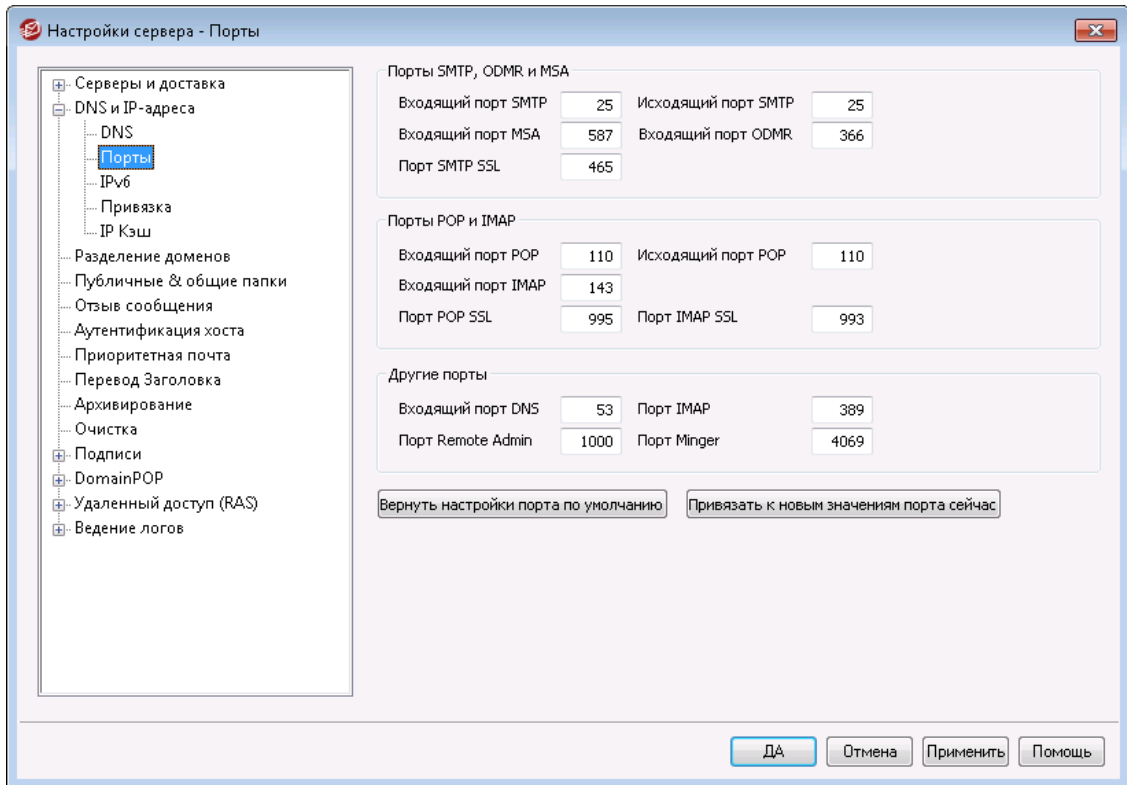 Настройки сервера - Порты
Серверы и доставка
DNS и IP-адреса
DNS
Порты
IPv6
Привязка
IP Кэш
Разделение доменов
Публичные & общие папки
Отзыв сообщения
Аутентификация хоста
Приоритетная почта
Перевод Заголовка
Архивирование
Очистка
Подписи
DomainPOP
Удаленный доступ (RAS)
Ведение логов
Порты SMTP, ODMR и MSA
Входящий порт SMTP 25 Исходящий порт SMTP 25
Входящий порт MSA 587 Входящий порт ODMR 366
Порт SMTP SSL 465
Порты POP и IMAP
Входящий порт POP 110 Исходящий порт POP 110
Входящий порт IMAP 143
Порт POP SSL 995 Порт IMAP SSL 993
Другие порты
Входящий порт DNS 53 Порт IMAP 389
Порт Remote Admin 1000 Порт Minger 4069
Вернуть настройки порта по умолчанию Привязать к новым значениям порта сейчас
ДА Отмена Применить Помощь